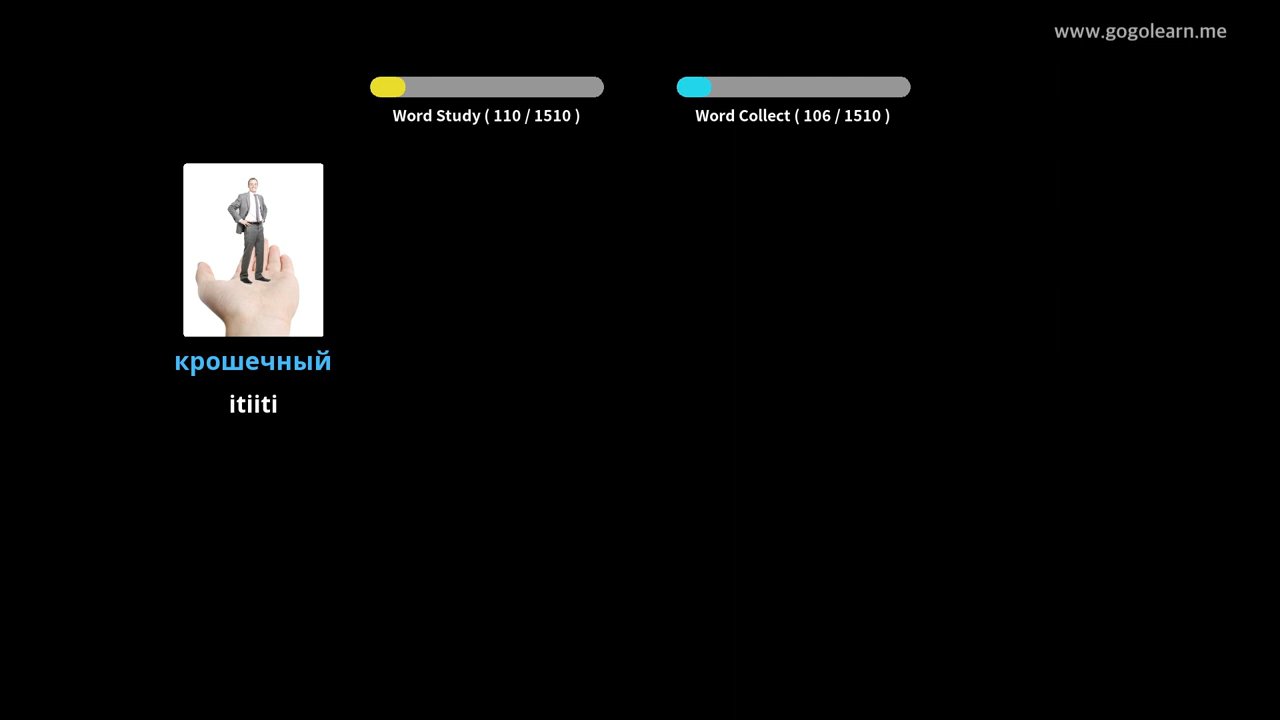 www.gogolearn.me
Word Study ( 110 / 1510 )
Word Collect ( 106 / 1510 )
крошечный
itiiti